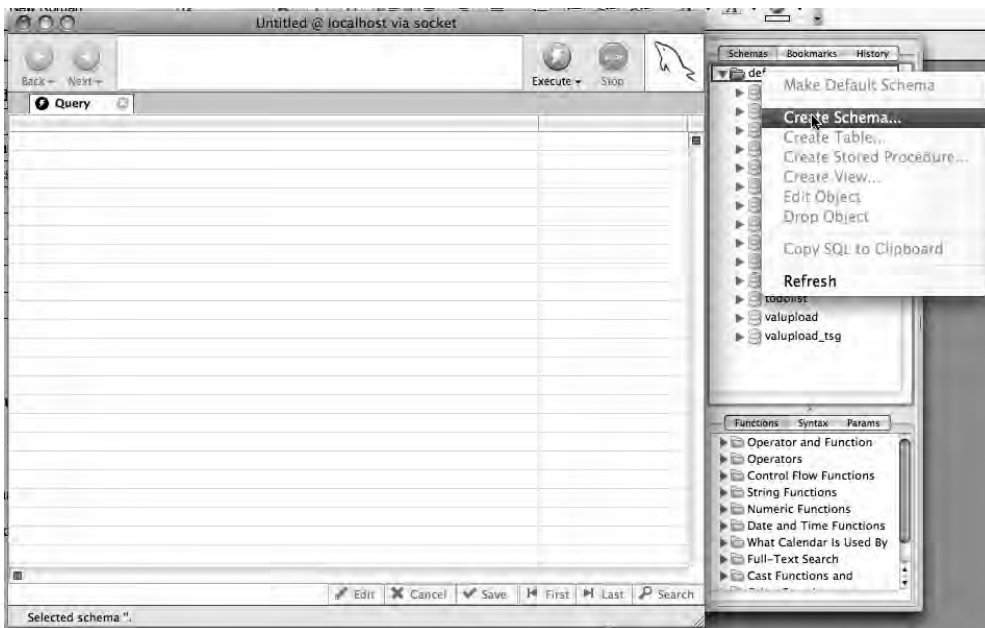 Untitled @ localhost via socket
Back
Next
Execute
Stop
Query
Schemas Bookmarks History
def
Make Default Schema
Create Schema...
Create Table...
Create Stored Procedure...
Create View...
Edit Object
Drop Object
Copy SQL to Clipboard
Refresh
todolist
valupload
valupload_tsg
Functions Syntax Params
Operator and Function
Operators
Control Flow Functions
String Functions
Numeric Functions
Date and Time Functions
What Calendar Is Used By
Full-Text Search
Cast Functions and
Edit Cancel Save First Last Search
Selected schema ''.